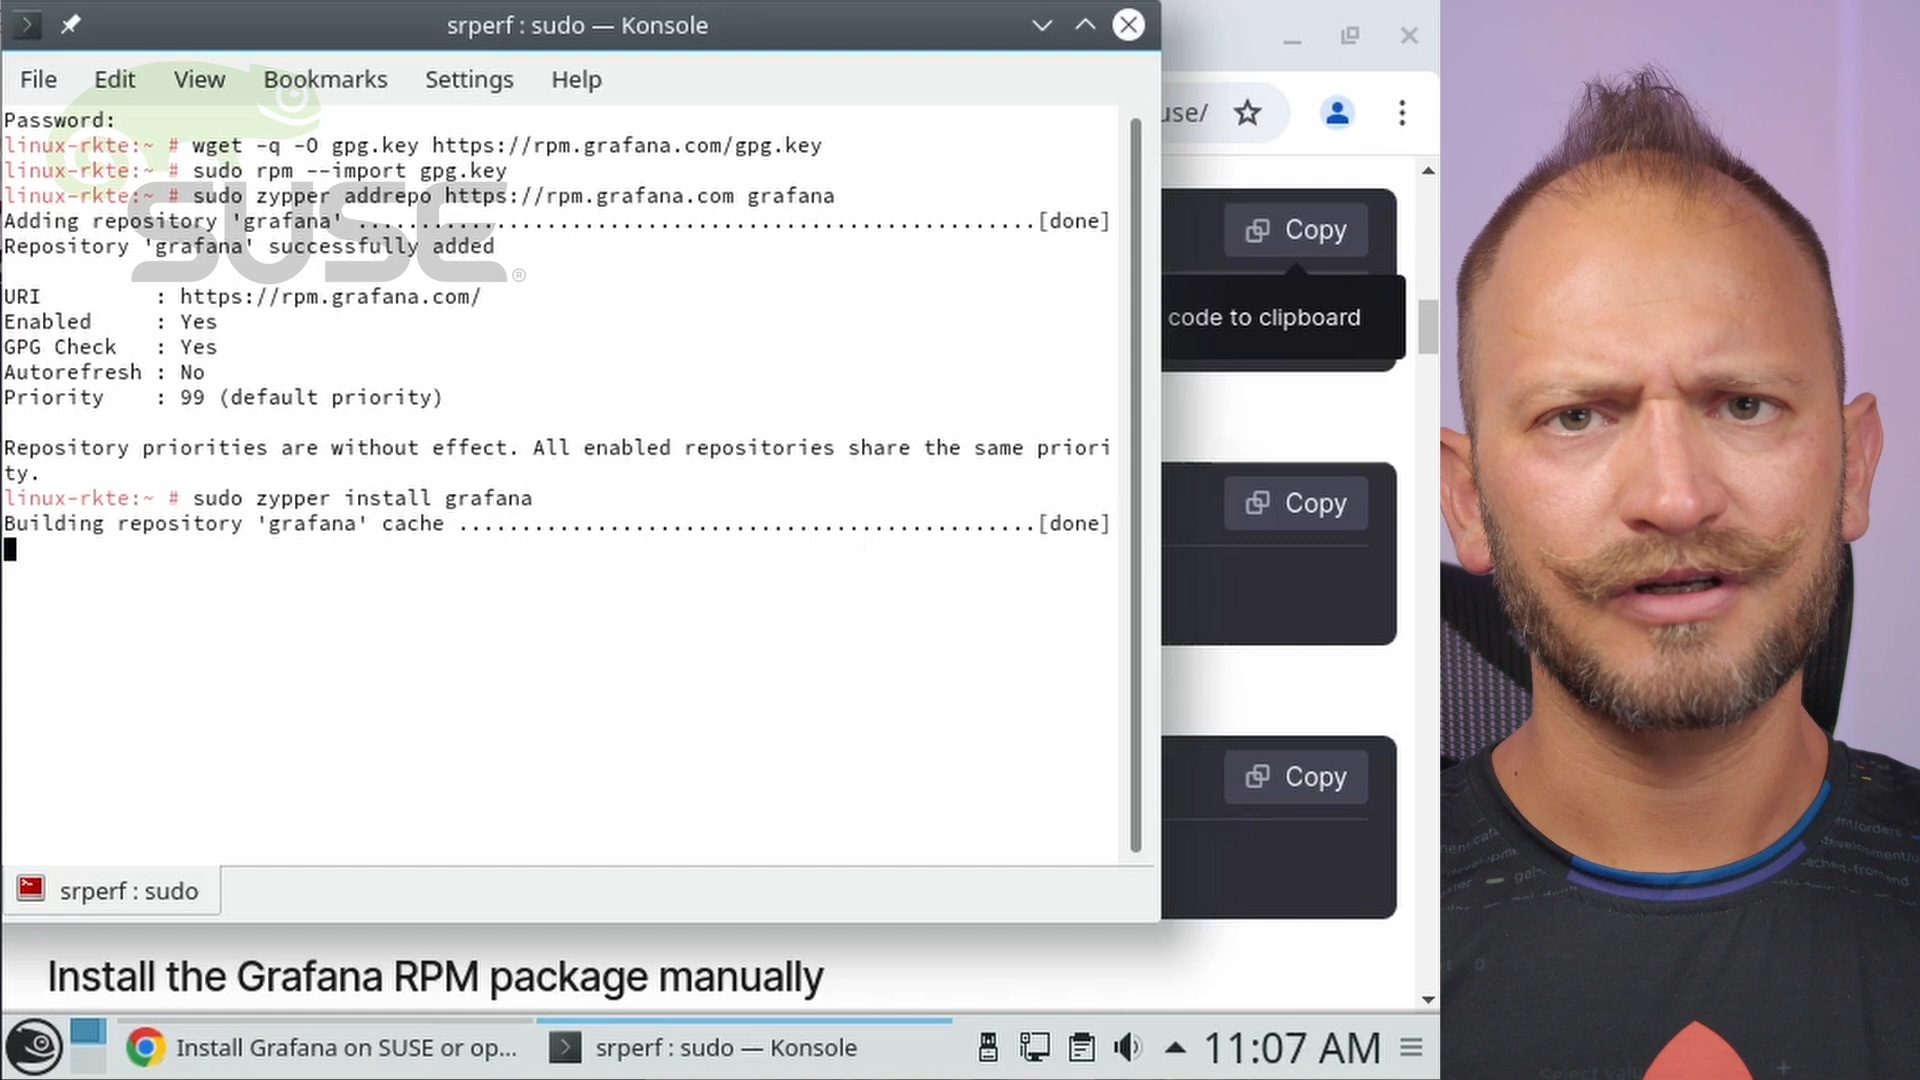 srperf : sudo — Konsole
File Edit View Bookmarks Settings Help
Password:
linux-rkte:~ # wget -q -O gpg.key https://rpm.grafana.com/gpg.key
linux-rkte:~ # sudo rpm --import gpg.key
linux-rkte:~ # sudo zypper addrepo https://rpm.grafana.com grafana
Adding repository 'grafana' ......................................................[done]
Repository 'grafana' successfully added
SUSE®
URI : https://rpm.grafana.com/
Enabled : Yes
GPG Check : Yes
Autorefresh : No
Priority : 99 (default priority)
Repository priorities are without effect. All enabled repositories share the same priori
ty.
linux-rkte:~ # sudo zypper install grafana
Building repository 'grafana' cache ..............................................[done]
srperf : sudo
use/
Copy
code to clipboard
Copy
Copy
Install the Grafana RPM package manually
Install Grafana on SUSE or op...
srperf : sudo — Konsole
11:07 AM